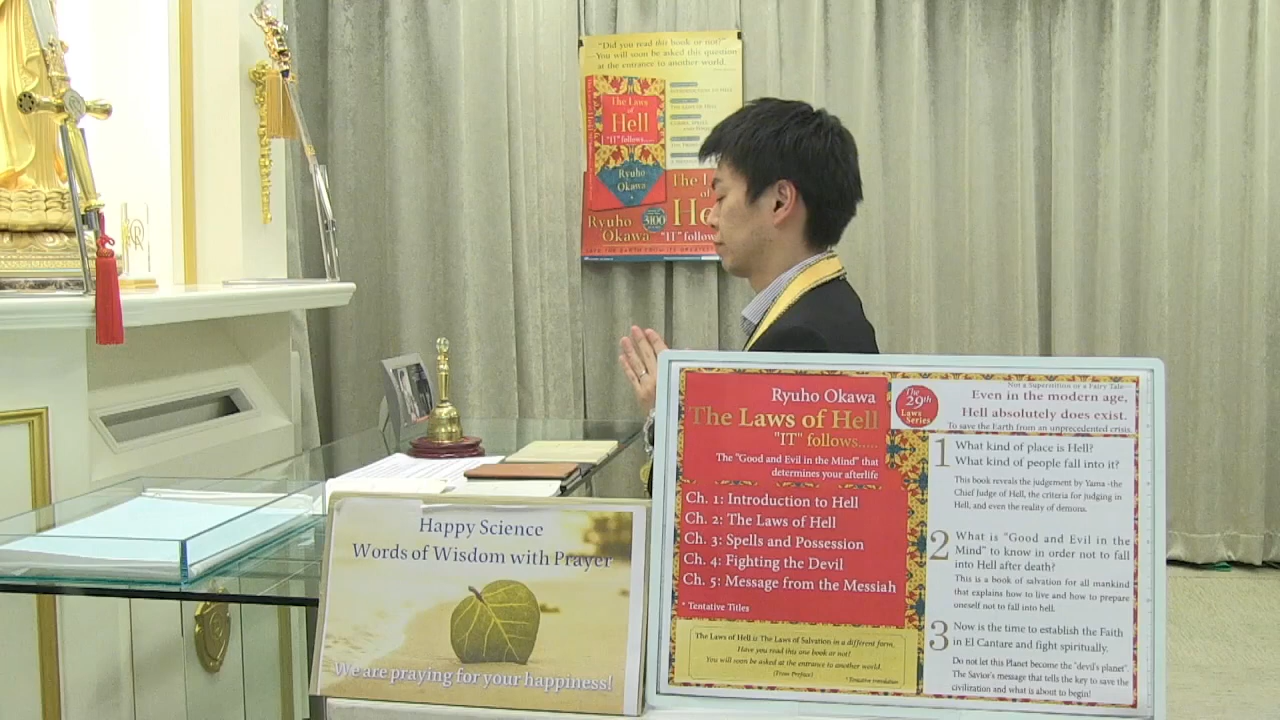 "Did you read this book or not?"
You will soon be asked this question
at the entrance to another world.
The Laws
of
Hell
"IT" follows.....
Ryuho
Okawa
Ryuho
Okawa
3100
"IT" follow
Happy Science
Words of Wisdom with Prayer
We are praying for your happiness!
Ryuho Okawa
The Laws of Hell
"IT" follows.....
The "Good and Evil in the Mind" that
determines your afterlife
Ch. 1: Introduction to Hell
Ch. 2: The Laws of Hell
Ch. 3: Spells and Possession
Ch. 4: Fighting the Devil
Ch. 5: Message from the Messiah
* Tentative Titles
The Laws of Hell is The Laws of Salvation in a different form.
Have you read this one book or not?
You will soon be asked at the entrance to another world.
(From Preface)
*Tentative translation
The
29th
Laws
Series
Not a Superstition or a Fairy Tale
Even in the modern age,
Hell absolutely does exist.
To save the Earth from an unprecedented crisis.
1 What kind of place is Hell?
What kind of people fall into it?
This book reveals the judgement by Yama -the
Chief Judge of Hell, the criteria for judging in
Hell, and even the reality of demons.
2 What is "Good and Evil in the
Mind" to know in order not to fall
into Hell after death?
This is a book of salvation for all mankind
that explains how to live and how to prepare
oneself not to fall into hell.
3 Now is the time to establish the Faith
in El Cantare and fight spiritually.
Do not let this Planet become the "devil's planet".
The Savior's message that tells the key to save the
civilization and what is about to begin!